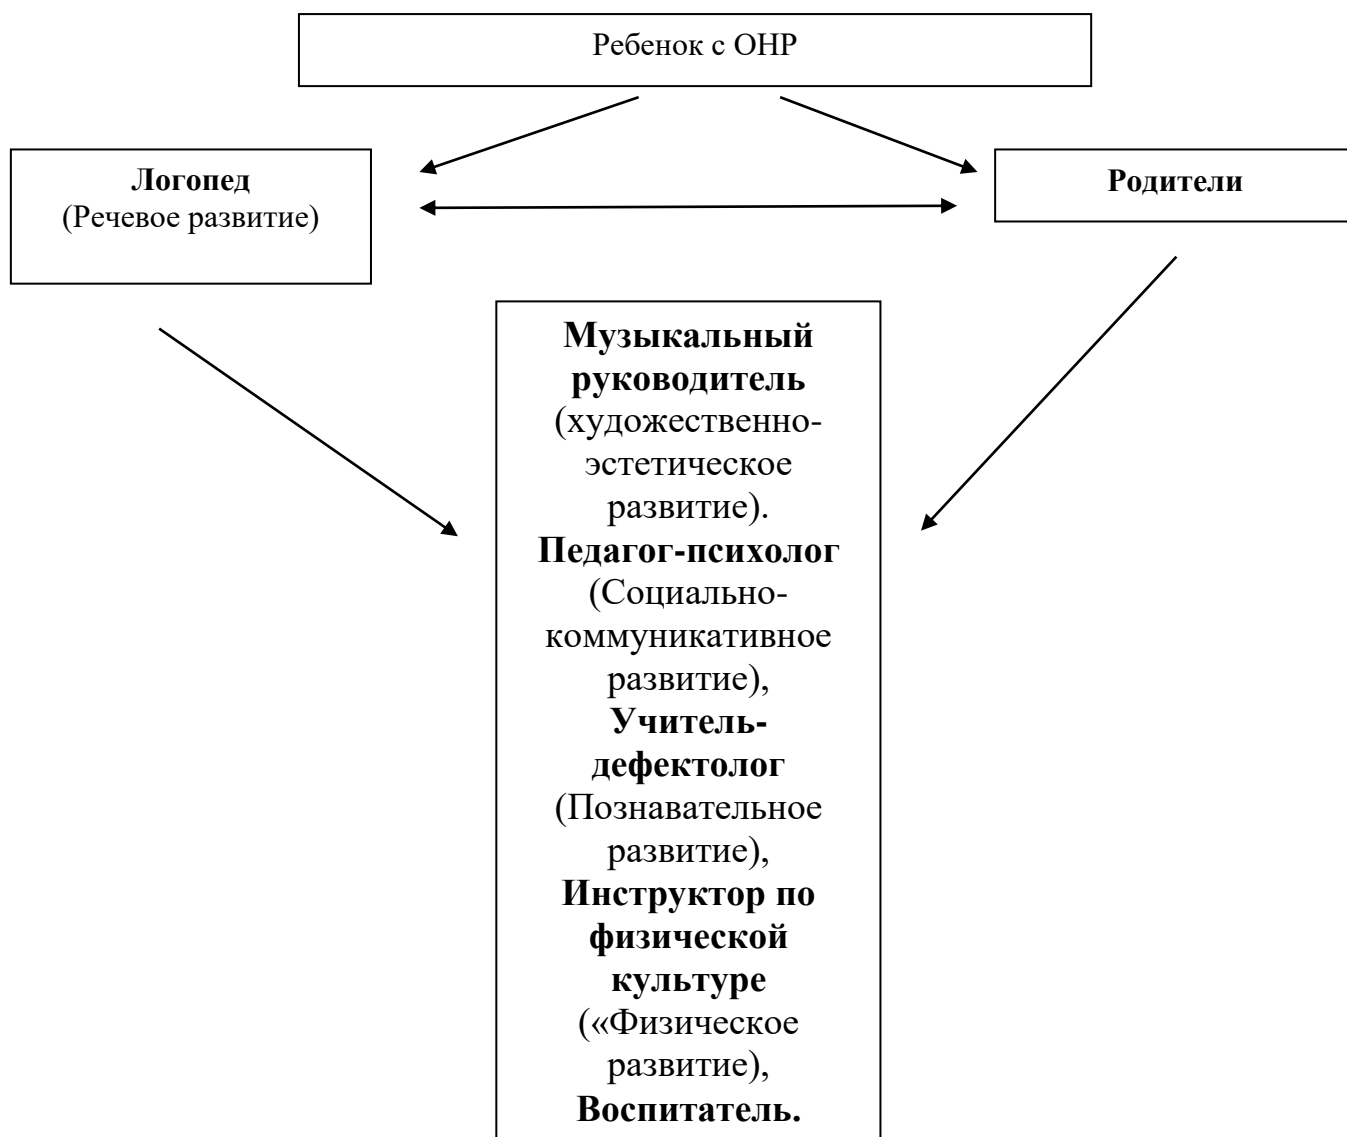 Ребенок с ОНР
Логопед
(Речевое развитие)
Родители
Музыкальный
руководитель
(художественно-
эстетическое
развитие).
Педагог-психолог
(Социально-
коммуникативное
развитие),
Учитель-
дефектолог
(Познавательное
развитие),
Инструктор по
физической
культуре
(«Физическое
развитие),
Воспитатель.